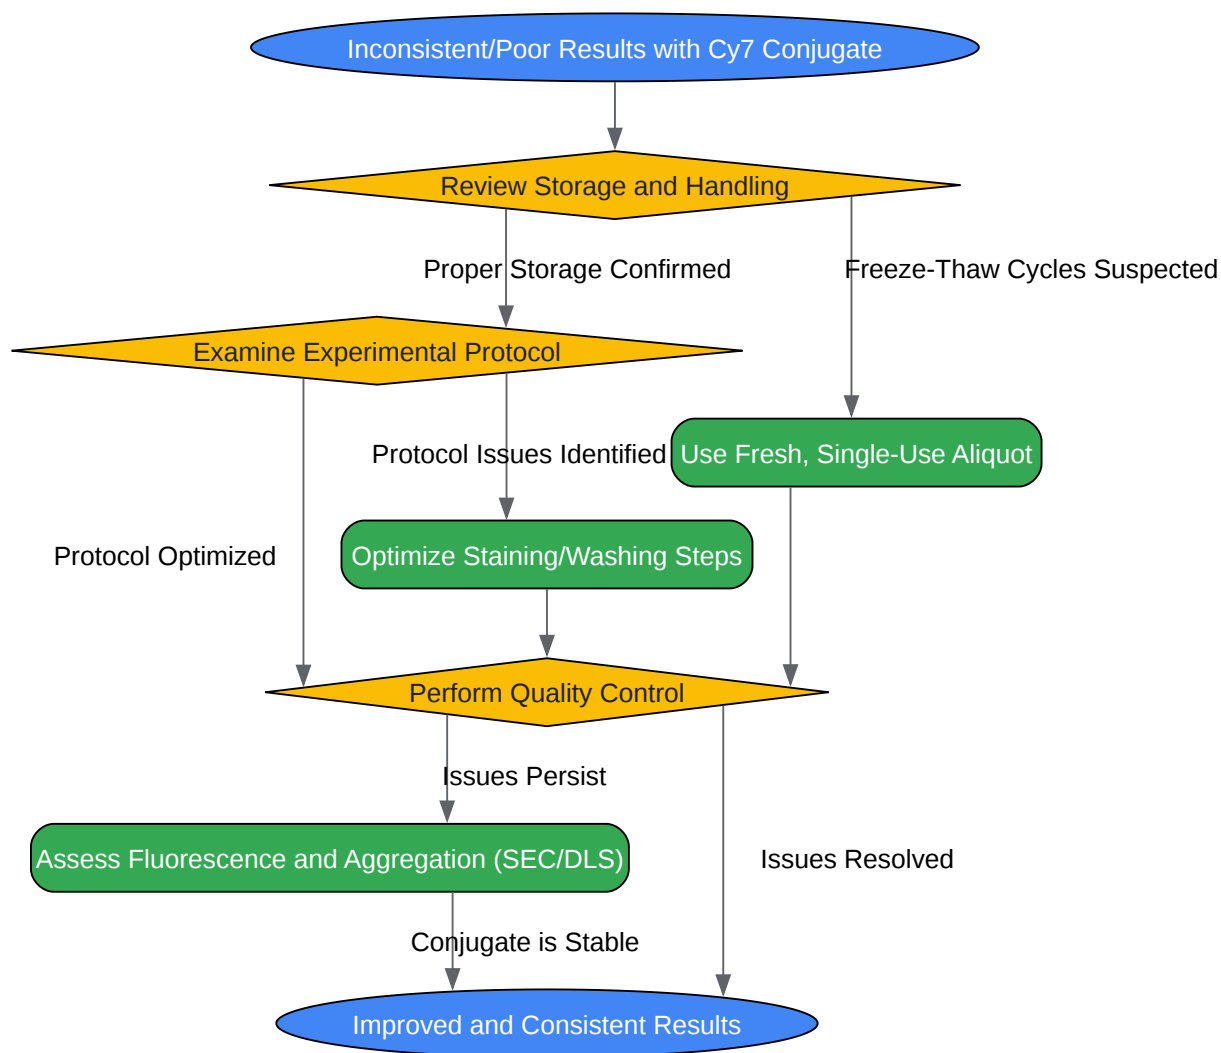 Inconsistent/Poor Results with Cy7 Conjugate
Review Storage and Handling
Proper Storage Confirmed
Freeze-Thaw Cycles Suspected
Examine Experimental Protocol
Protocol Issues Identified
Use Fresh, Single-Use Aliquot
Protocol Optimized
Optimize Staining/Washing Steps
Perform Quality Control
Issues Persist
Assess Fluorescence and Aggregation (SEC/DLS)
Issues Resolved
Conjugate is Stable
Improved and Consistent Results